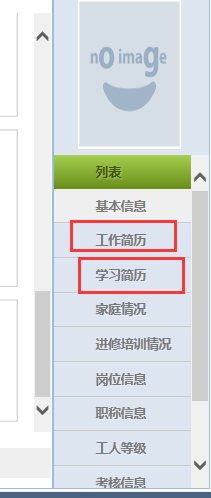 no image
列表
基本信息
工作简历
学习简历
家庭情况
进修培训情况
岗位信息
职称信息
工人等级
考核信息